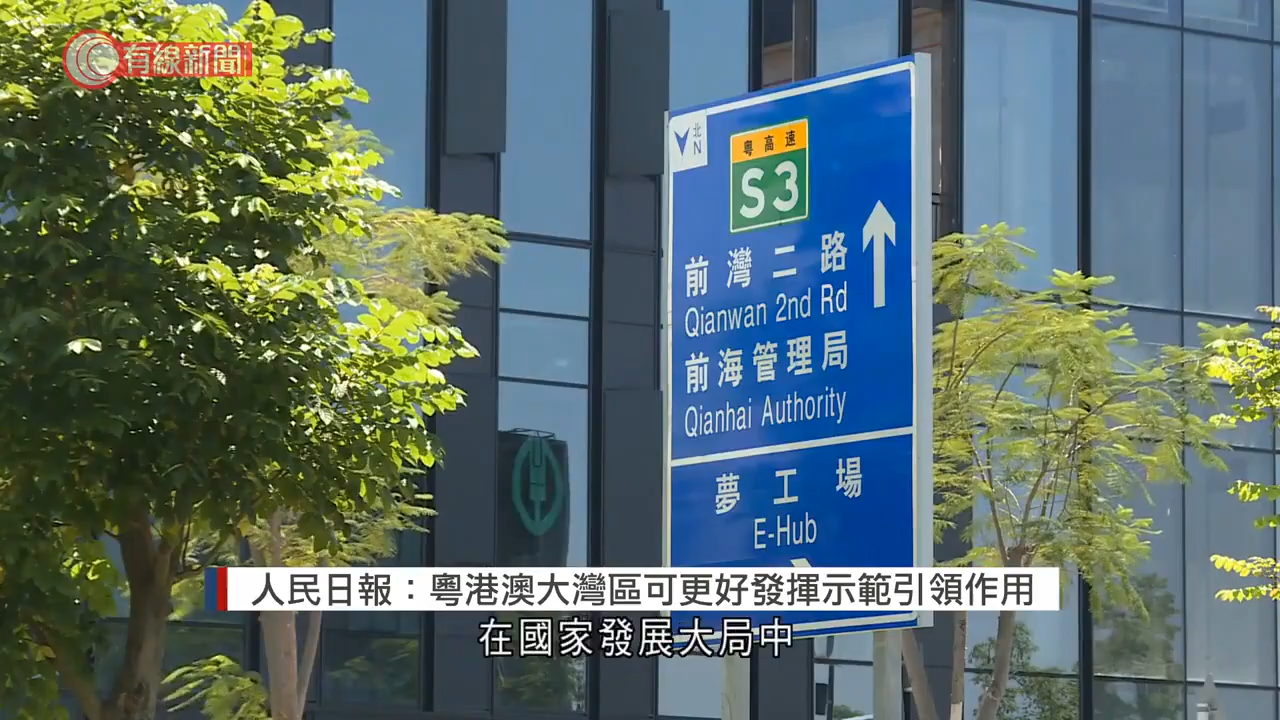 有線新聞
北
N
粵高速
S3
前灣二路
Qianwan 2nd Rd
前海管理局
Qianhai Authority
夢工場
E-Hub
人民日報：粵港澳大灣區可更好發揮示範引領作用
在國家發展大局中